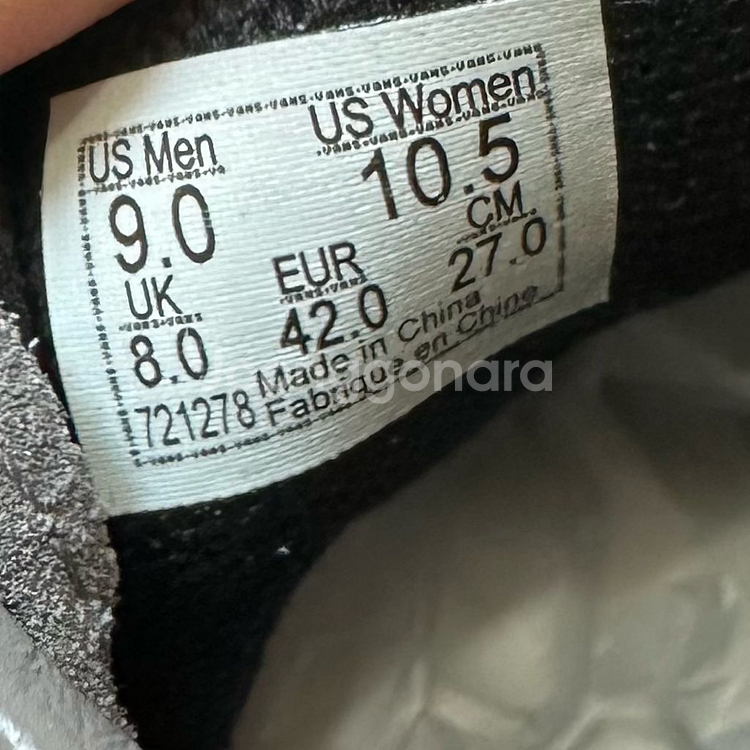 US Men US Women
9.0 10.5
UK EUR CM
8.0 42.0 27.0
721278 Made in China
Fabriqué en Chine